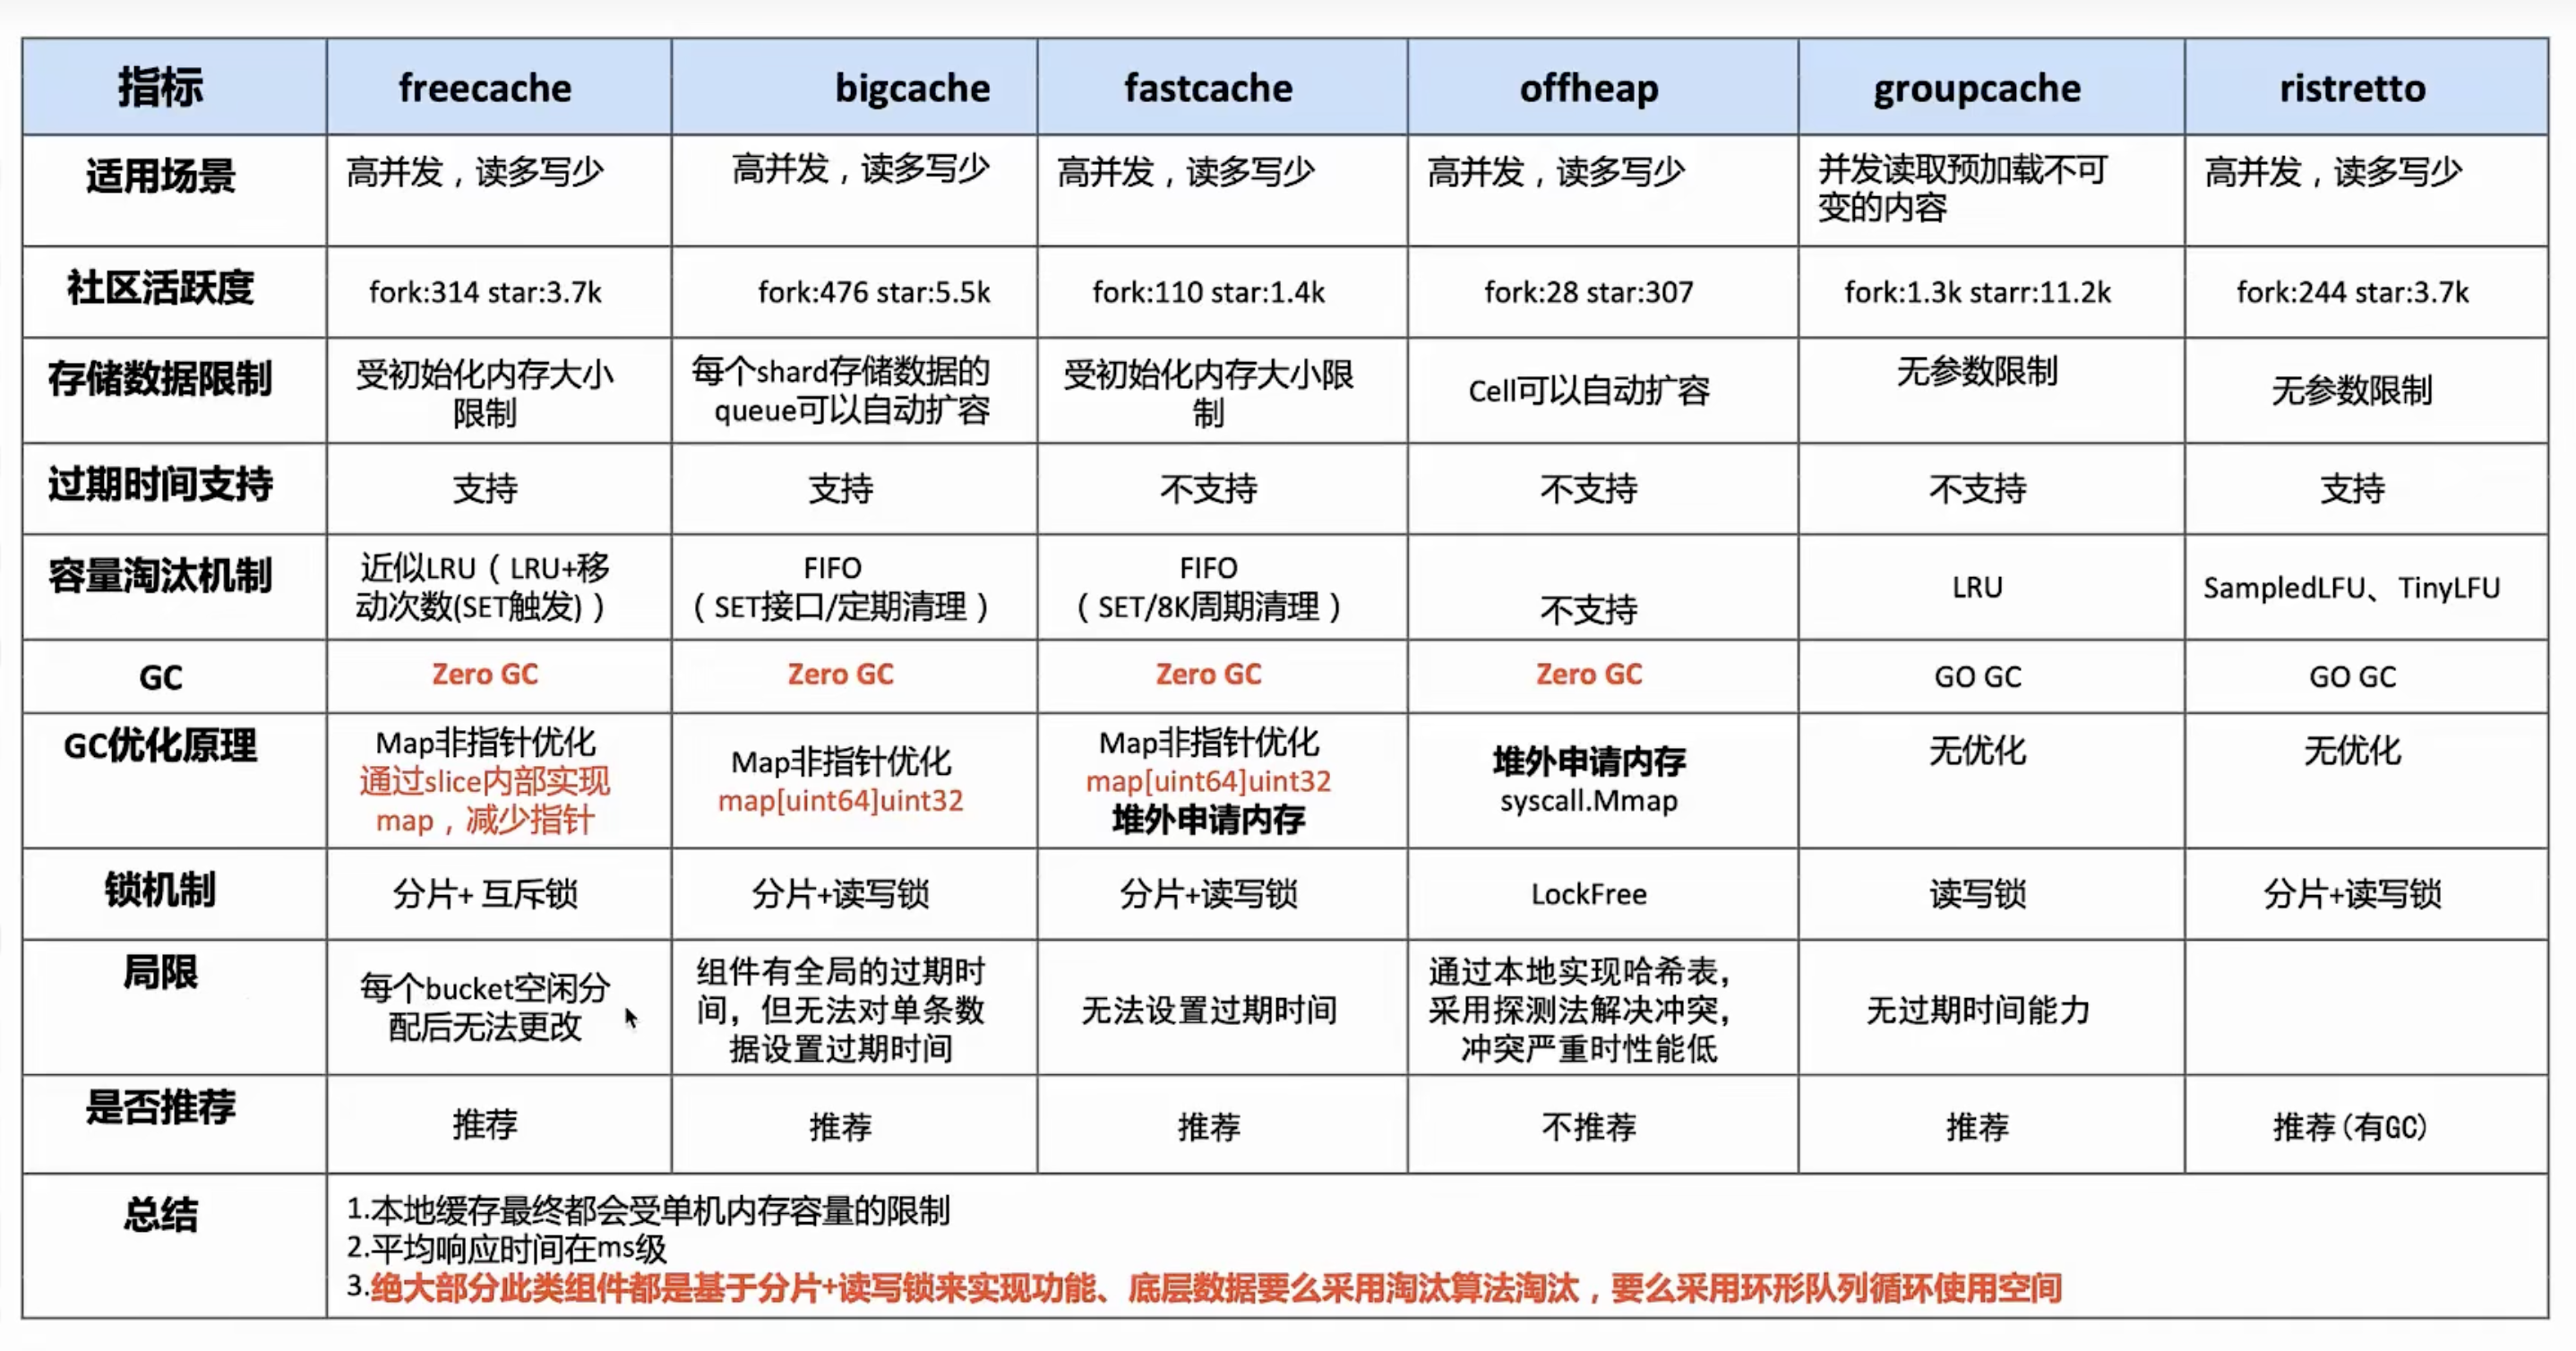 指标
freecache
bigcache
fastcache
offheap
groupcache
ristretto
适用场景
高并发，读多写少
高并发，读多写少
高并发，读多写少
高并发，读多写少
并发读取预加载不可
变的内容
高并发，读多写少
社区活跃度
fork:314 star:3.7k
fork:476 star:5.5k
fork:110 star:1.4k
fork:28 star:307
fork:1.3k starr:11.2k
fork:244 star:3.7k
存储数据限制
受初始化内存大小
限制
每个shard存储数据的
queue可以自动扩容
受初始化内存大小限
制
Cell可以自动扩容
无参数限制
无参数限制
过期时间支持
支持
支持
不支持
不支持
不支持
支持
容量淘汰机制
近似LRU（LRU+移
动次数(SET触发)）
FIFO
（SET接口/定期清理）
FIFO
（SET/8K周期清理）
不支持
LRU
SampledLFU、TinyLFU
GC
Zero GC
Zero GC
Zero GC
Zero GC
GO GC
GO GC
GC优化原理
Map非指针优化
通过slice内部实现
map，减少指针
Map非指针优化
map[uint64]uint32
Map非指针优化
map[uint64]uint32
堆外申请内存
堆外申请内存
syscall.Mmap
无优化
无优化
锁机制
分片+ 互斥锁
分片+读写锁
分片+读写锁
LockFree
读写锁
分片+读写锁
局限
每个bucket空闲分
配后无法更改
组件有全局的过期时
间，但无法对单条数
据设置过期时间
无法设置过期时间
通过本地实现哈希表，
采用探测法解决冲突，
冲突严重时性能低
无过期时间能力
是否推荐
推荐
推荐
推荐
不推荐
推荐
推荐(有GC)
总结
1.本地缓存最终都会受单机内存容量的限制
2.平均响应时间在ms级
3.绝大部分此类组件都是基于分片+读写锁来实现功能、底层数据要么采用淘汰算法淘汰，要么采用环形队列循环使用空间